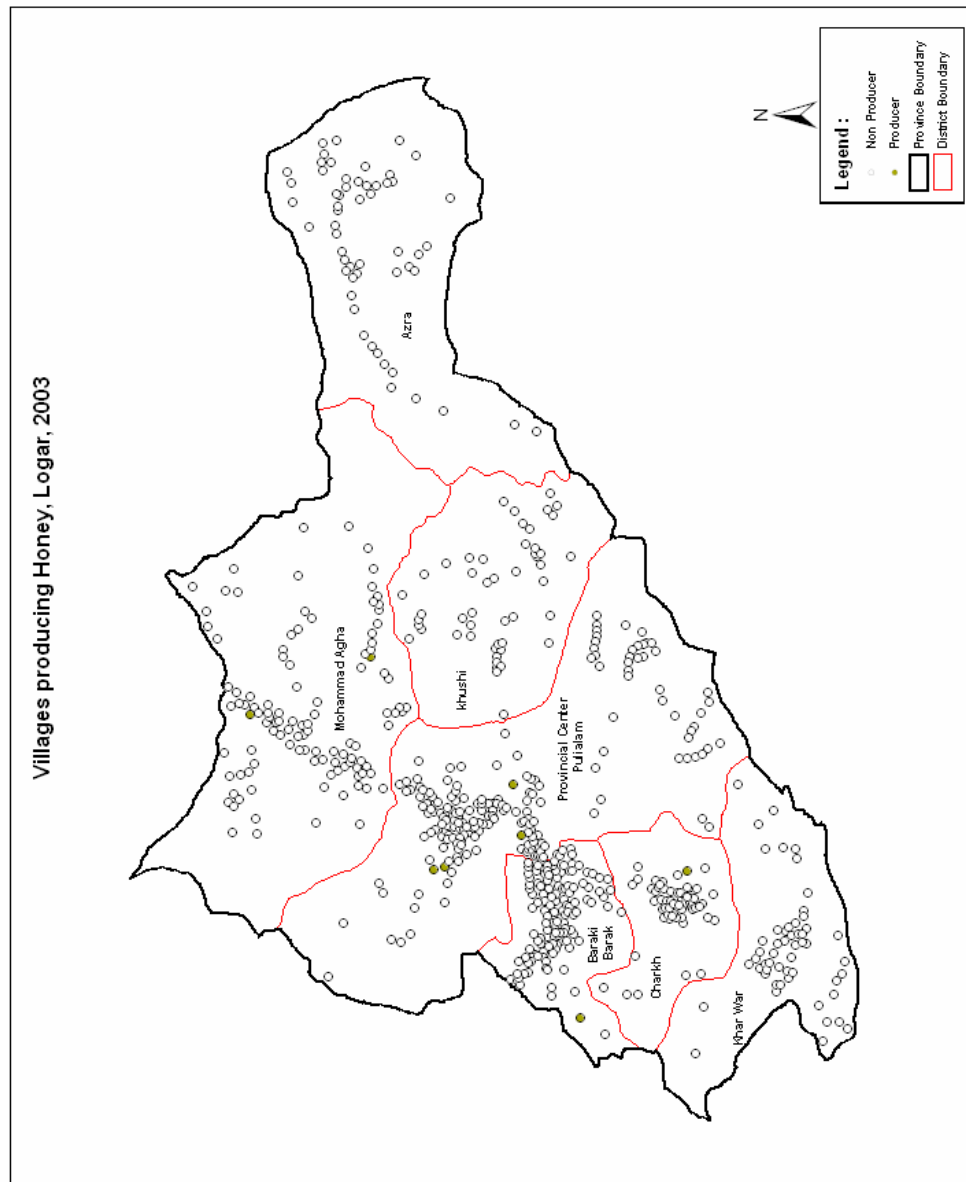 Villages producing Honey, Logar, 2003
Azra
Mohammad Agha
khushi
Provincial Center
Pulialam
Baraki
Barak
Charkh
Khar War
N
Legend :
Non Producer
Producer
Province Boundary
District Boundary